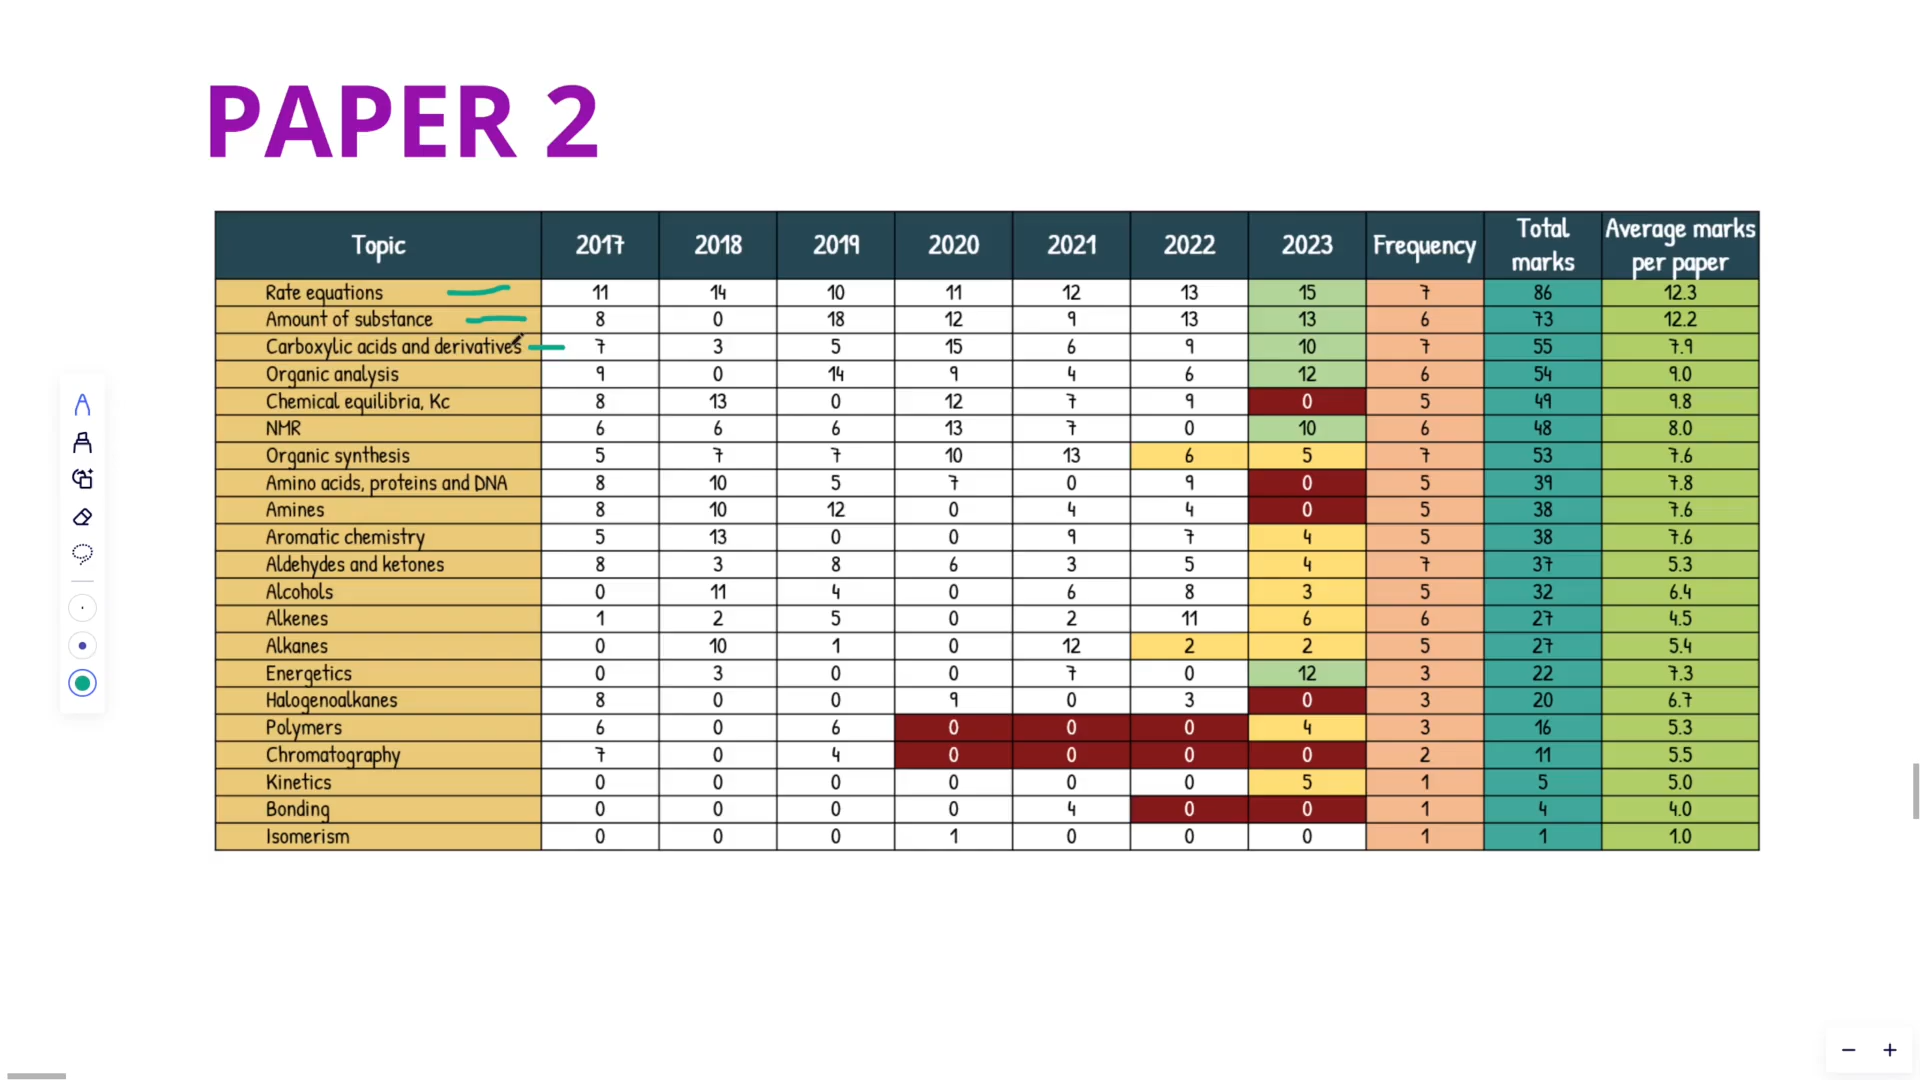 PAPER 2
Topic 2017 2018 2019 2020 2021 2022 2023 Frequency Total marks Average marks per paper
Rate equations 11 14 10 11 12 13 15 7 86 12.3
Amount of substance 8 0 18 12 9 13 13 6 73 12.2
Carboxylic acids and derivatives 7 3 5 15 6 9 10 7 55 7.9
Organic analysis 9 0 14 9 4 6 12 6 54 9.0
Chemical equilibria, Kc 8 13 0 12 7 9 0 5 49 9.8
NMR 6 6 6 13 7 0 10 6 48 8.0
Organic synthesis 5 7 7 10 13 6 5 7 53 7.6
Amino acids, proteins and DNA 8 10 5 7 0 9 0 5 39 7.8
Amines 8 10 12 0 4 4 0 5 38 7.6
Aromatic chemistry 5 13 0 0 9 7 4 5 38 7.6
Aldehydes and ketones 8 3 8 6 3 5 4 7 37 5.3
Alcohols 0 11 4 0 6 8 3 5 32 6.4
Alkenes 1 2 5 0 2 11 6 6 27 4.5
Alkanes 0 10 1 0 12 2 2 5 27 5.4
Energetics 0 3 0 0 7 0 12 3 22 7.3
Halogenoalkanes 8 0 0 9 0 3 0 3 20 6.7
Polymers 6 0 6 0 0 0 4 3 16 5.3
Chromatography 7 0 4 0 0 0 0 2 11 5.5
Kinetics 0 0 0 0 0 0 5 1 5 5.0
Bonding 0 0 0 0 4 0 0 1 4 4.0
Isomerism 0 0 0 1 0 0 0 1 1 1.0